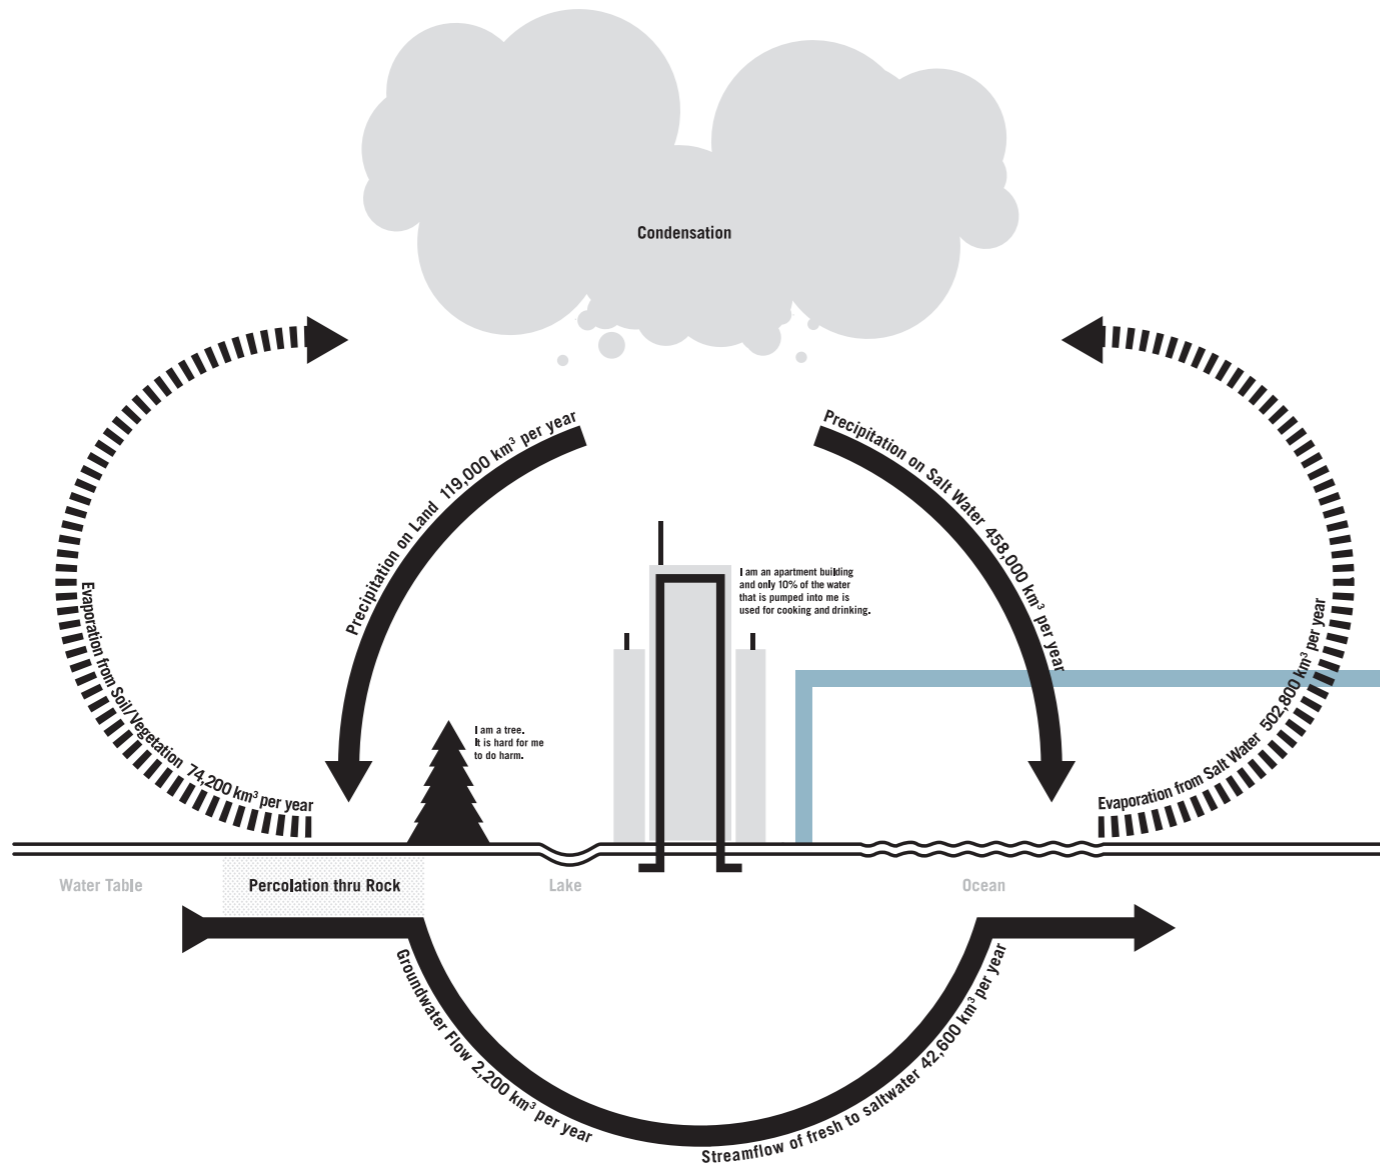 Condensation
Precipitation on Land 119,000 km³ per year
Precipitation on Salt Water 458,000 km³ per year
I am an apartment building
and only 10% of the water
that is pumped into me is
used for cooking and drinking.
Evaporation from Soil/Vegetation 74,200 km³ per year
I am a tree.
It is hard for me
to do harm.
Evaporation from Salt Water 502,800 km³ per year
Water Table
Percolation thru Rock
Lake
Ocean
Groundwater Flow 2,200 km³ per year
Streamflow of fresh to saltwater 42,600 km³ per year